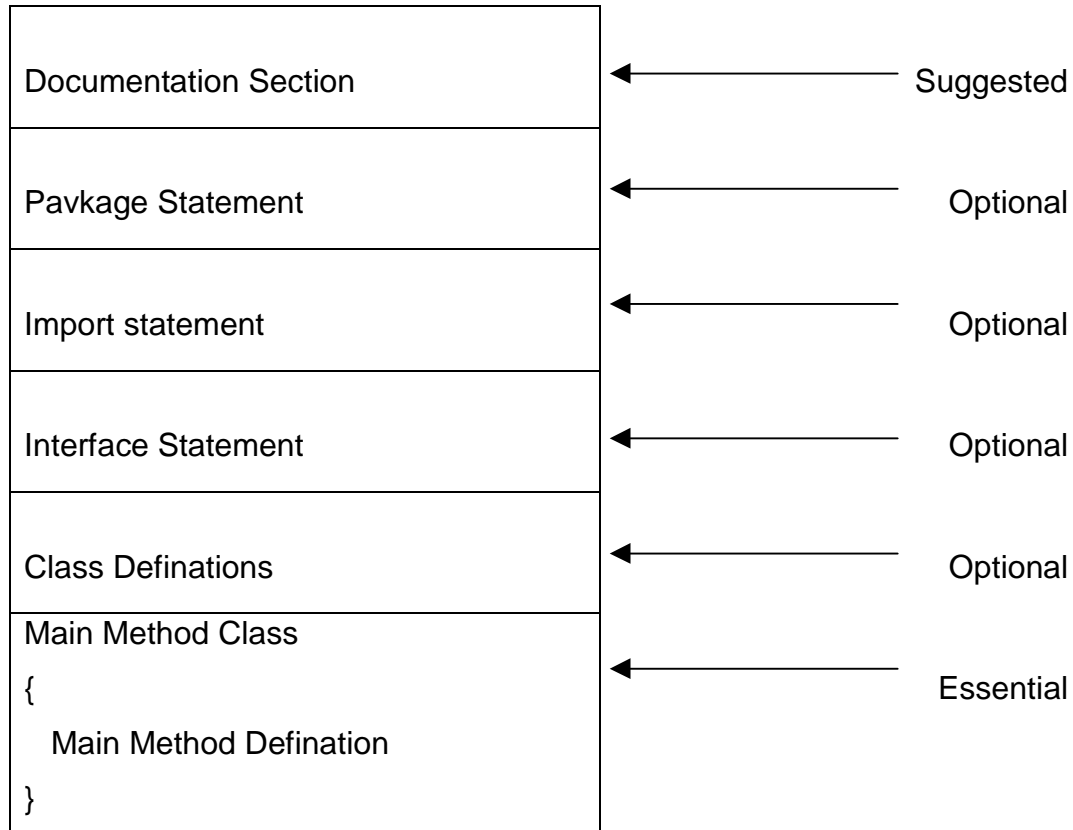 Documentation Section
Suggested
Pavkage Statement
Optional
Import statement
Optional
Interface Statement
Optional
Class Definations
Optional
Main Method Class
{
Essential
Main Method Defination
}